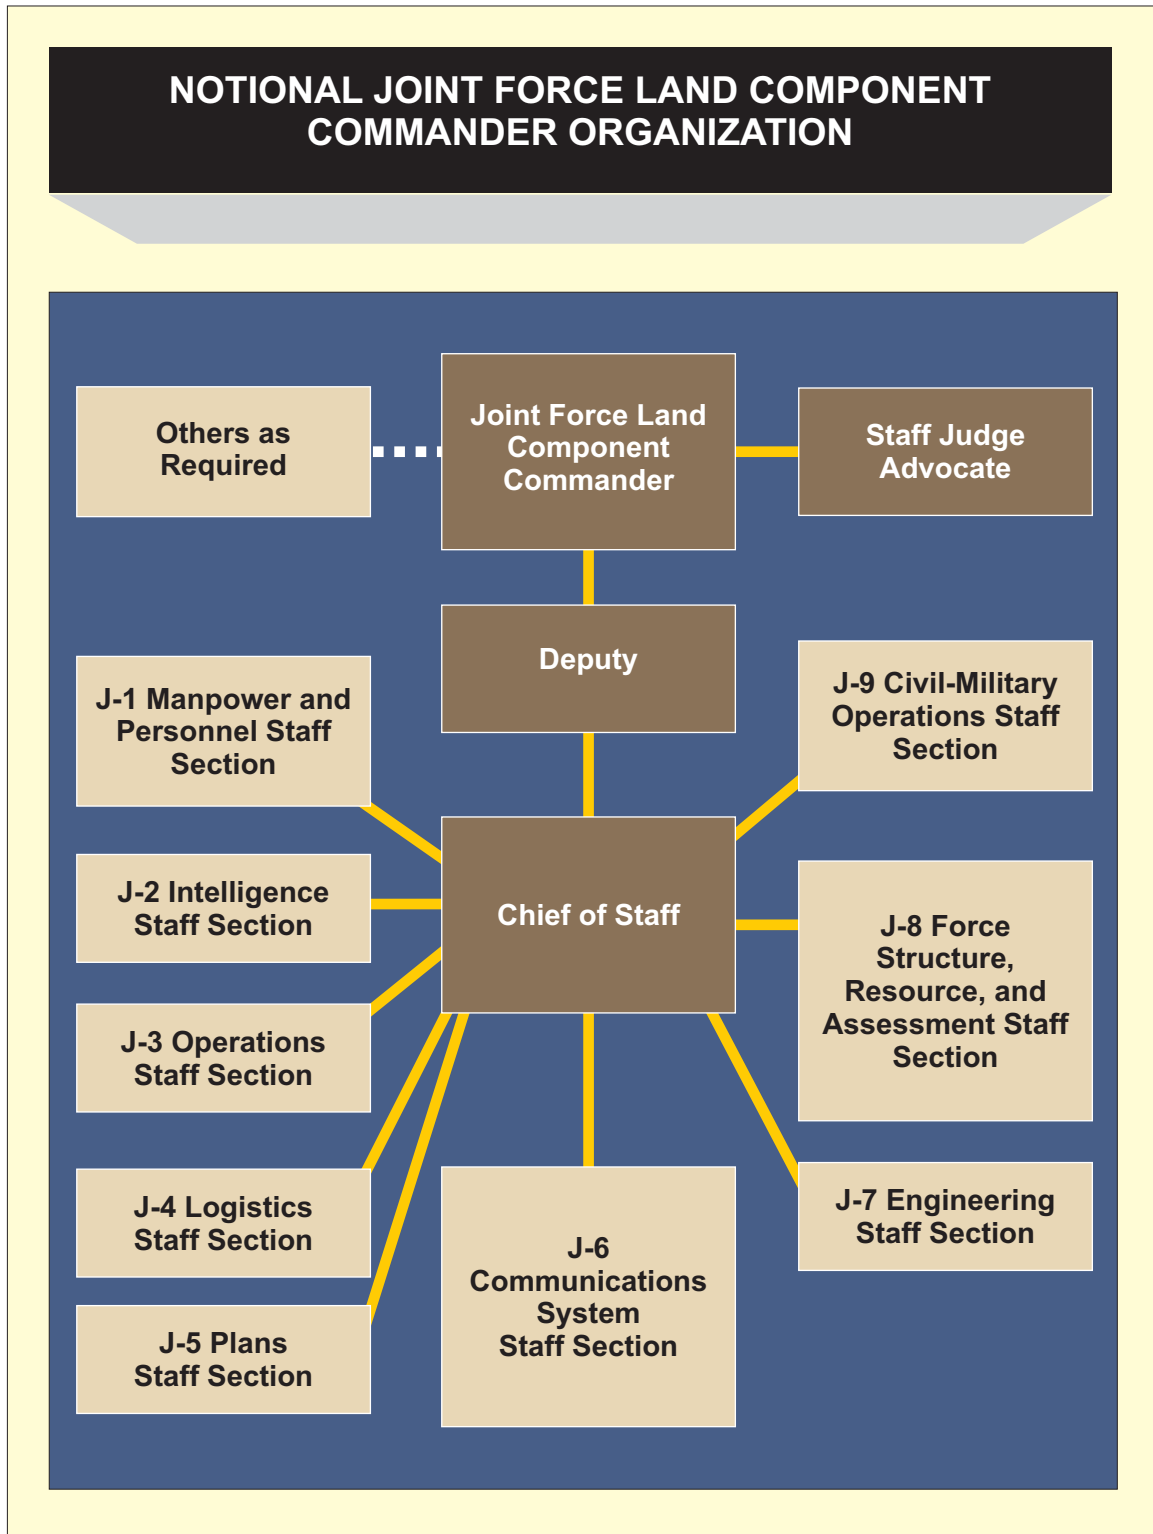 NOTIONAL JOINT FORCE LAND COMPONENT
COMMANDER ORGANIZATION
Others as
Required
Joint Force Land
Component
Commander
Staff Judge
Advocate
Deputy
J-1 Manpower and
Personnel Staff
Section
J-9 Civil-Military
Operations Staff
Section
J-2 Intelligence
Staff Section
Chief of Staff
J-8 Force
Structure,
Resource, and
Assessment Staff
Section
J-3 Operations
Staff Section
J-4 Logistics
Staff Section
J-7 Engineering
Staff Section
J-6
Communications
System
Staff Section
J-5 Plans
Staff Section